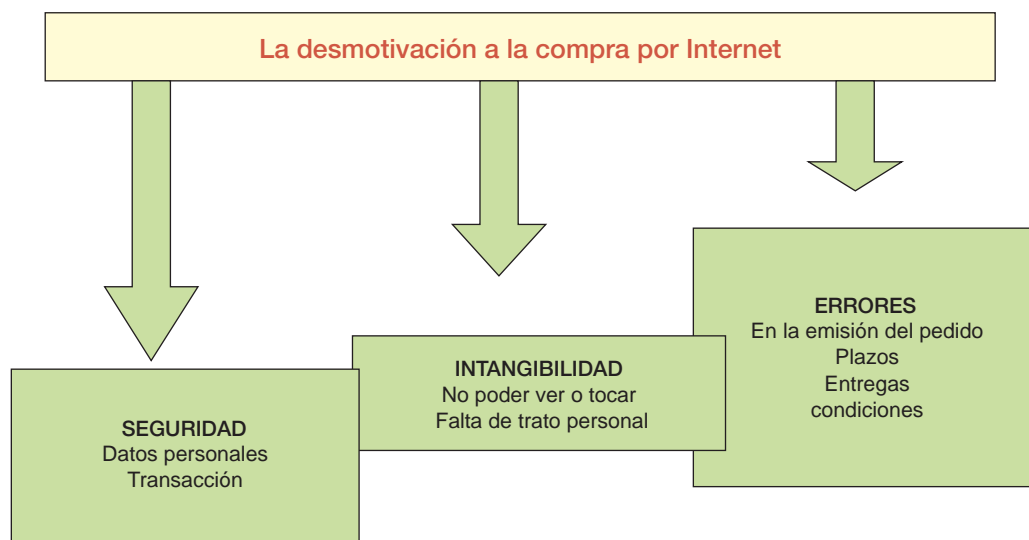 La desmotivación a la compra por Internet
SEGURIDAD
Datos personales
Transacción
INTANGIBILIDAD
No poder ver o tocar
Falta de trato personal
ERRORES
En la emisión del pedido
Plazos
Entregas
condiciones